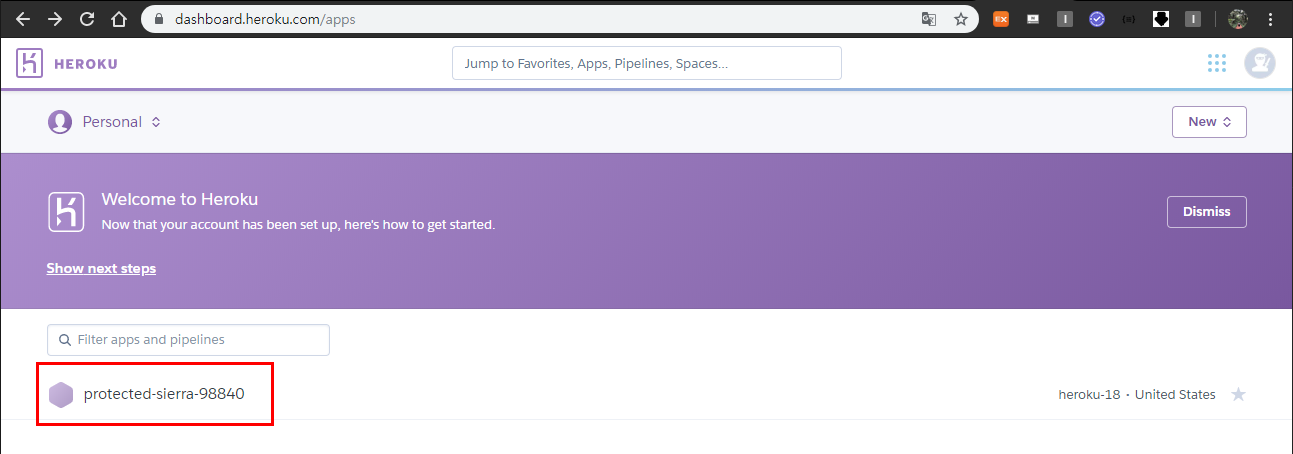 dashboard.heroku.com/apps
HEROKU
Jump to Favorites, Apps, Pipelines, Spaces...
Personal
New
Welcome to Heroku
Now that your account has been set up, here's how to get started.
Dismiss
Show next steps
Filter apps and pipelines
protected-sierra-98840
heroku-18 · United States